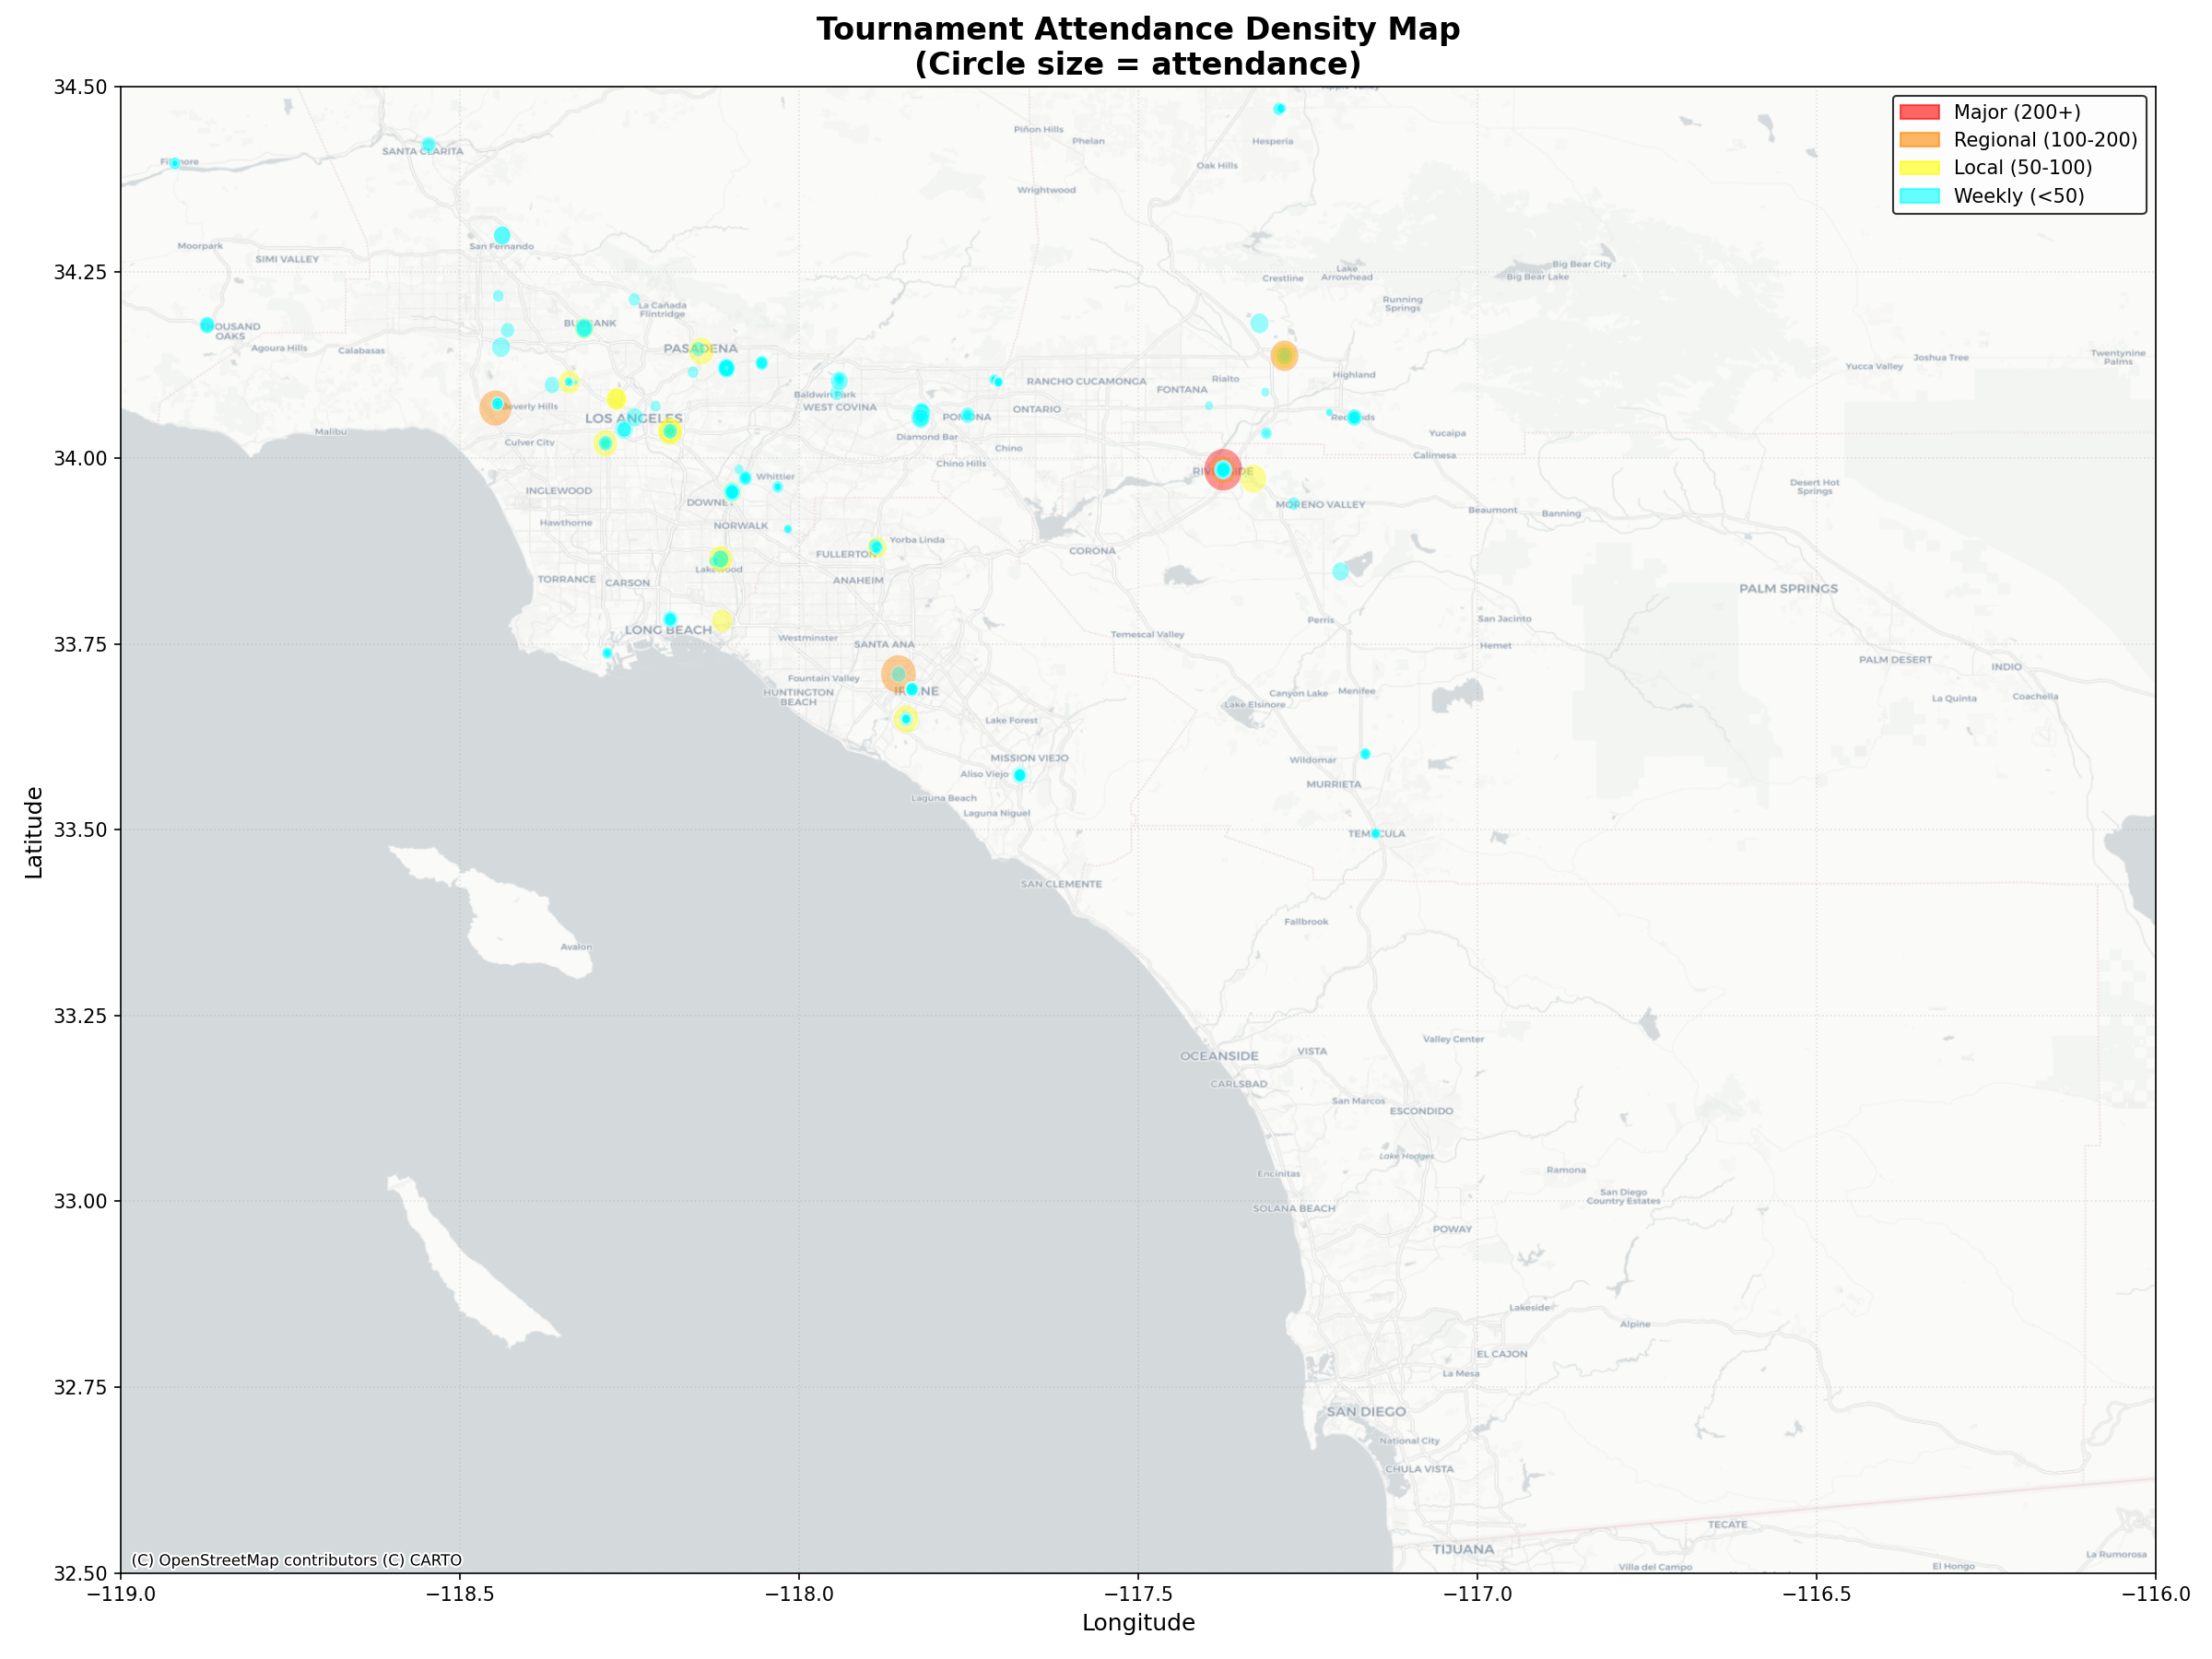 Tournament Attendance Density Map
(Circle size = attendance)
Major (200+)
Regional (100-200)
Local (50-100)
Weekly (<50)
34.50
34.25
34.00
33.75
33.50
33.25
33.00
32.75
32.50
Latitude
−119.0
−118.5
−118.0
−117.5
−117.0
−116.5
−116.0
Longitude
Piñon Hills
Phelan
Hesperia
SANTA CLARITA
Oak Hills
Wrightwood
Moorpark
San Fernando
SIMI VALLEY
Crestline
Lake
Arrowhead
Big Bear City
Big Bear Lake
Running
Springs
La Cañada
Flintridge
OAKS
Agoura Hills
Calabasas
PASADENA
Yucca Valley
Joshua Tree
Twentynine
Palms
RANCHO CUCAMONGA
FONTANA
Rialto
Highland
Baldwin Park
WEST COVINA
ONTARIO
Beverly Hills
LOS ANGELES
Malibu
Culver City
Diamond Bar
Chino
Chino Hills
Yucaipa
Calimesa
Whittier
INGLEWOOD
Hawthorne
NORWALK
MORENO VALLEY
Beaumont
Banning
Desert Hot
Springs
FULLERTON
Yorba Linda
CORONA
Lakewood
TORRANCE
CARSON
ANAHEIM
PALM SPRINGS
LONG BEACH
Westminster
SANTA ANA
Temescal Valley
Perris
San Jacinto
Hemet
PALM DESERT
INDIO
La Quinta
Coachella
Fountain Valley
HUNTINGTON
BEACH
Canyon Lake
Menifee
Lake Elsinore
Lake Forest
MISSION VIEJO
Aliso Viejo
Wildomar
MURRIETA
Laguna Beach
Laguna Niguel
SAN CLEMENTE
Fallbrook
Avalon
OCEANSIDE
VISTA
Valley Center
CARLSBAD
San Marcos
ESCONDIDO
Lake Hodges
Encinitas
Ramona
San Diego
Country Estates
SOLANA BEACH
POWAY
Lakeside
Alpine
EL CAJON
La Mesa
SAN DIEGO
National City
CHULA VISTA
TECATE
TIJUANA
Villa del Campo
El Hongo
La Rumorosa
(C) OpenStreetMap contributors (C) CARTO